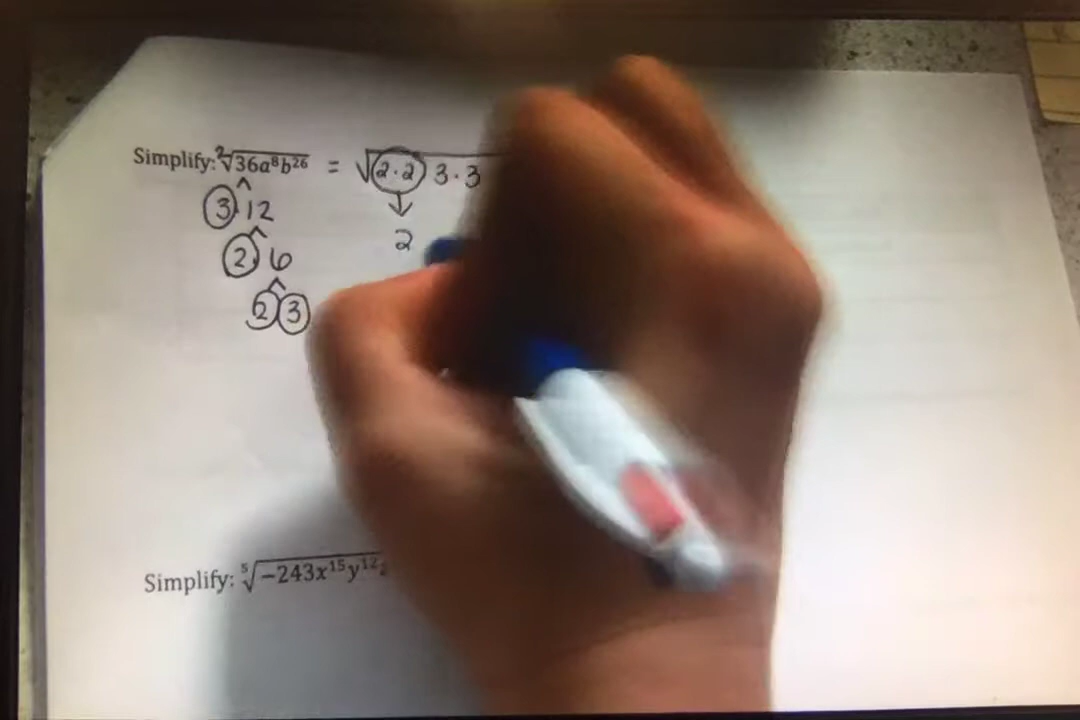 Simplify: ²√36a⁸b²⁶ = √2·2 3·3
3 12
2
2 6
2 3
Simplify: ⁵√−243x¹⁵y¹²